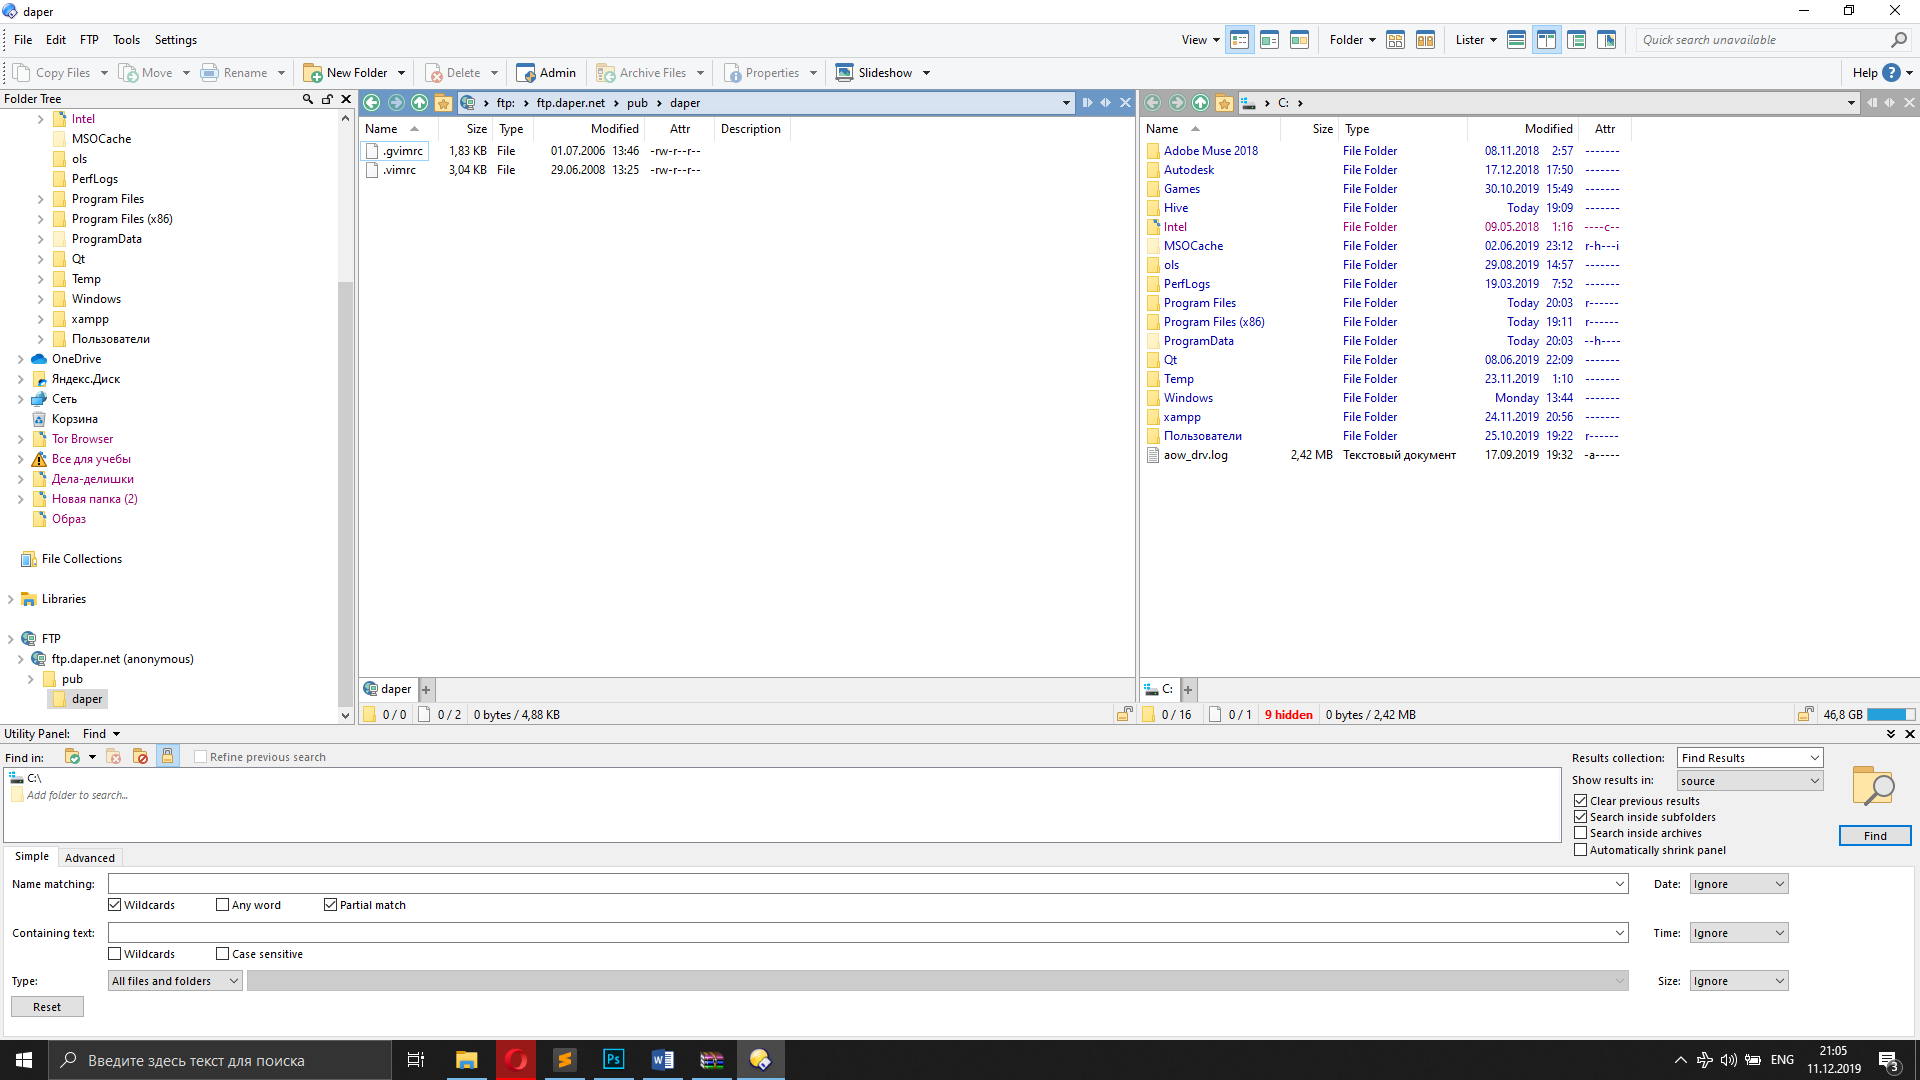 daper
File Edit FTP Tools Settings View Folder Lister Quick search unavailable
Copy Files Move Rename New Folder Delete Admin Archive Files Properties Slideshow Help
Folder Tree
Intel
MSOCache
ols
PerfLogs
Program Files
Program Files (x86)
ProgramData
Qt
Temp
Windows
xampp
Пользователи
OneDrive
Яндекс.Диск
Сеть
Корзина
Tor Browser
Все для учебы
Дела-делишки
Новая папка (2)
Образ
File Collections
Libraries
FTP
ftp.daper.net (anonymous)
pub
daper
ftp: ftp.daper.net pub daper
Name Size Type Modified Attr Description
.gvimrc 1,83 KB File 01.07.2006 13:46 -rw-r--r--
.vimrc 3,04 KB File 29.06.2008 13:25 -rw-r--r--
daper
0 / 0 0 / 2 0 bytes / 4,88 KB
C:
Name Size Type Modified Attr
Adobe Muse 2018 File Folder 08.11.2018 2:57 -------
Autodesk File Folder 17.12.2018 17:50 -------
Games File Folder 30.10.2019 15:49 -------
Hive File Folder Today 19:09 -------
Intel File Folder 09.05.2018 1:16 ----c--
MSOCache File Folder 02.06.2019 23:12 r-h---i
ols File Folder 29.08.2019 14:57 -------
PerfLogs File Folder 19.03.2019 7:52 -------
Program Files File Folder Today 20:03 r------
Program Files (x86) File Folder Today 19:11 r------
ProgramData File Folder Today 20:03 --h----
Qt File Folder 08.06.2019 22:09 -------
Temp File Folder 23.11.2019 1:10 -------
Windows File Folder Monday 13:44 -------
xampp File Folder 24.11.2019 20:56 -------
Пользователи File Folder 25.10.2019 19:22 r------
aow_drv.log 2,42 MB Текстовый документ 17.09.2019 19:32 -a-----
C:
0 / 16 0 / 1 9 hidden 0 bytes / 2,42 MB 46,8 GB
Utility Panel: Find
Find in: Refine previous search
C:\
Add folder to search...
Results collection: Find Results
Show results in: source
Clear previous results
Search inside subfolders
Search inside archives
Automatically shrink panel
Find
Simple Advanced
Name matching: Date: Ignore
Wildcards Any word Partial match
Containing text: Time: Ignore
Wildcards Case sensitive
Type: All files and folders Size: Ignore
Reset
Введите здесь текст для поиска
Ps
ENG
21:05
11.12.2019
3